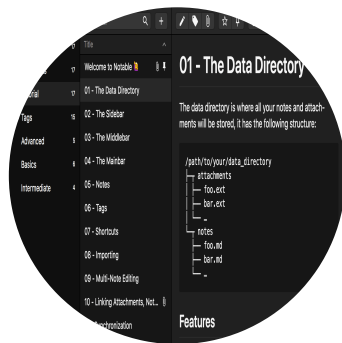 17
Title
Welcome to Notable
17
01 - The Data Directory
17
02 - The Sidebar
Tags
15
03 - The Middlebar
Advanced
5
04 - The Mainbar
Basics
6
05 - Notes
Intermediate
4
06 - Tags
07 - Shortcuts
08 - Importing
09 - Multi-Note Editing
10 - Linking Attachments, Not...
01 - The Data Directory
The data directory is where all your notes and attach-
ments will be stored, it has the following structure:
/path/to/your/data_directory
├─ attachments
│ ├─ foo.ext
│ ├─ bar.ext
│ └─ …
└─ notes
├─ foo.md
├─ bar.md
└─ …
Features